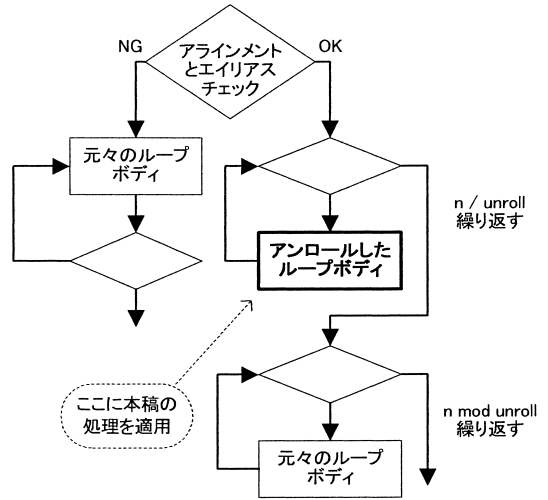 NG
OK
アラインメント
とエイリアス
チェック
元々のループ
ボディ
n / unroll
繰り返す
アンロールした
ループボディ
ここに本稿の
処理を適用
n mod unroll
繰り返す
元々のループ
ボディ